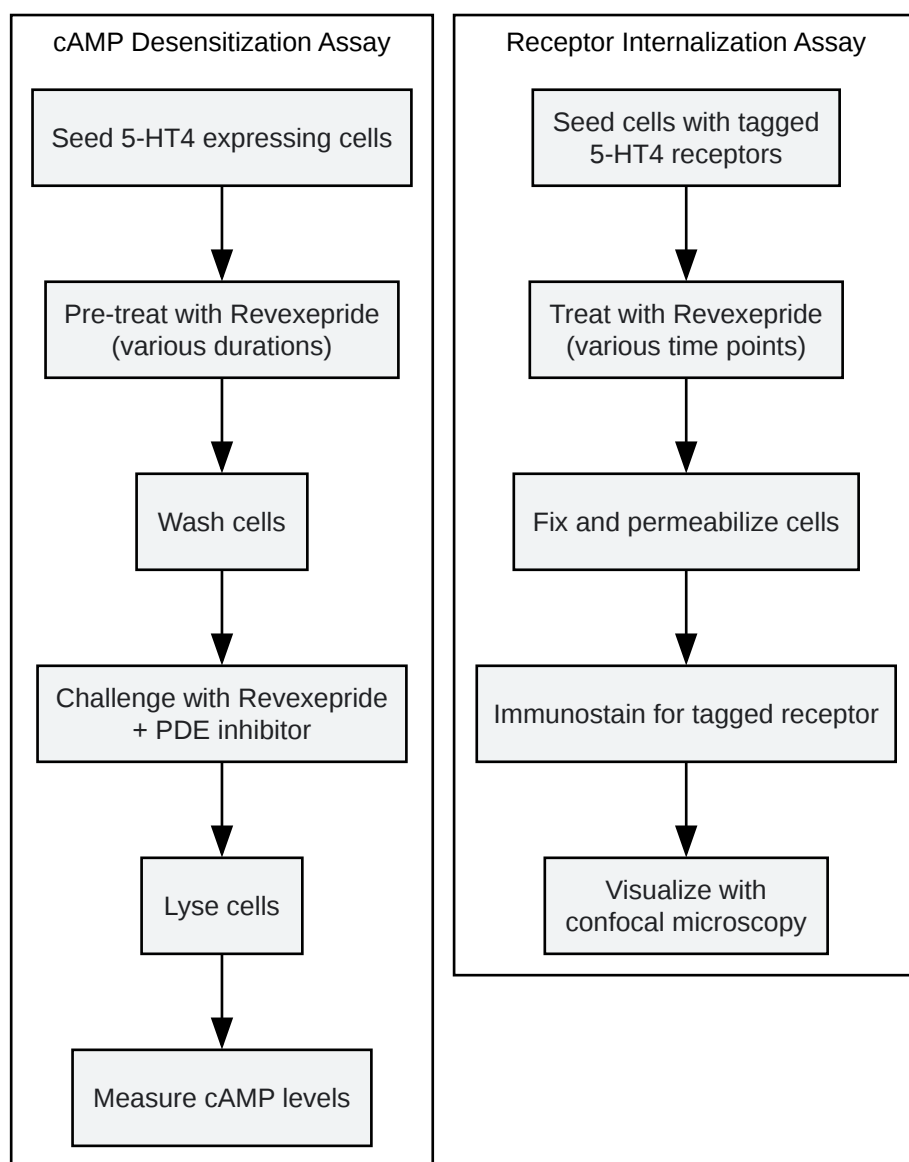 cAMP Desensitization Assay
Seed 5-HT4 expressing cells
Pre-treat with Revexepride
(various durations)
Wash cells
Challenge with Revexepride
+ PDE inhibitor
Lyse cells
Measure cAMP levels
Receptor Internalization Assay
Seed cells with tagged
5-HT4 receptors
Treat with Revexepride
(various time points)
Fix and permeabilize cells
Immunostain for tagged receptor
Visualize with
confocal microscopy